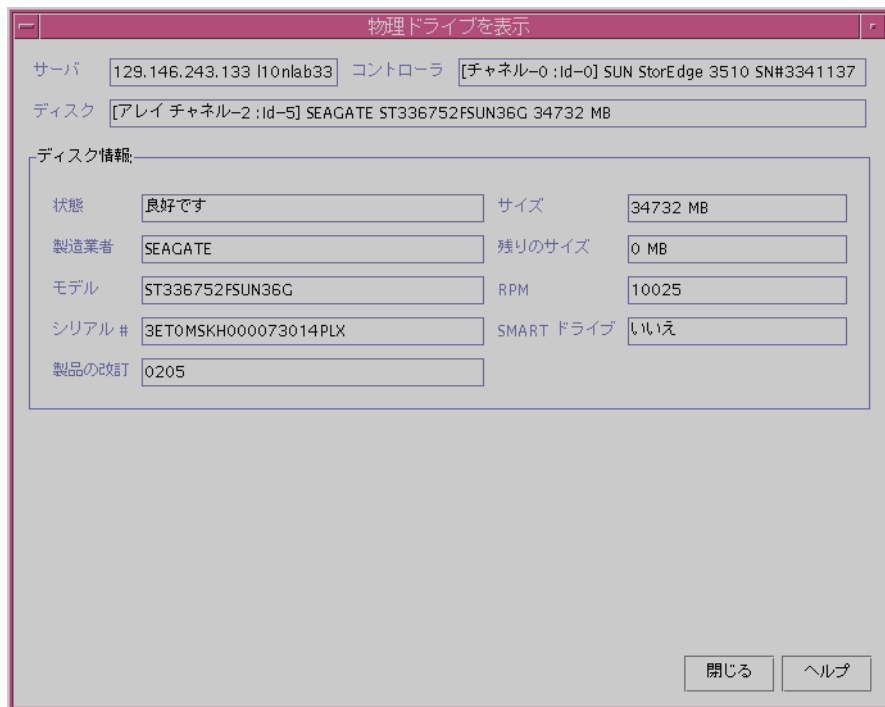 物理ドライブを表示
サーバ 129.146.243.133 l10nlab33 コントローラ [チャネル-0 :Id-0] SUN StorEdge 3510 SN#3341137
ディスク [アレイ チャネル-2 :Id-5] SEAGATE ST336752FSUN36G 34732 MB
ディスク情報:
状態 良好です サイズ 34732 MB
製造業者 SEAGATE 残りのサイズ 0 MB
モデル ST336752FSUN36G RPM 10025
シリアル # 3ET0MSKH000073014PLX SMART ドライブ いいえ
製品の改訂 0205
閉じる ヘルプ